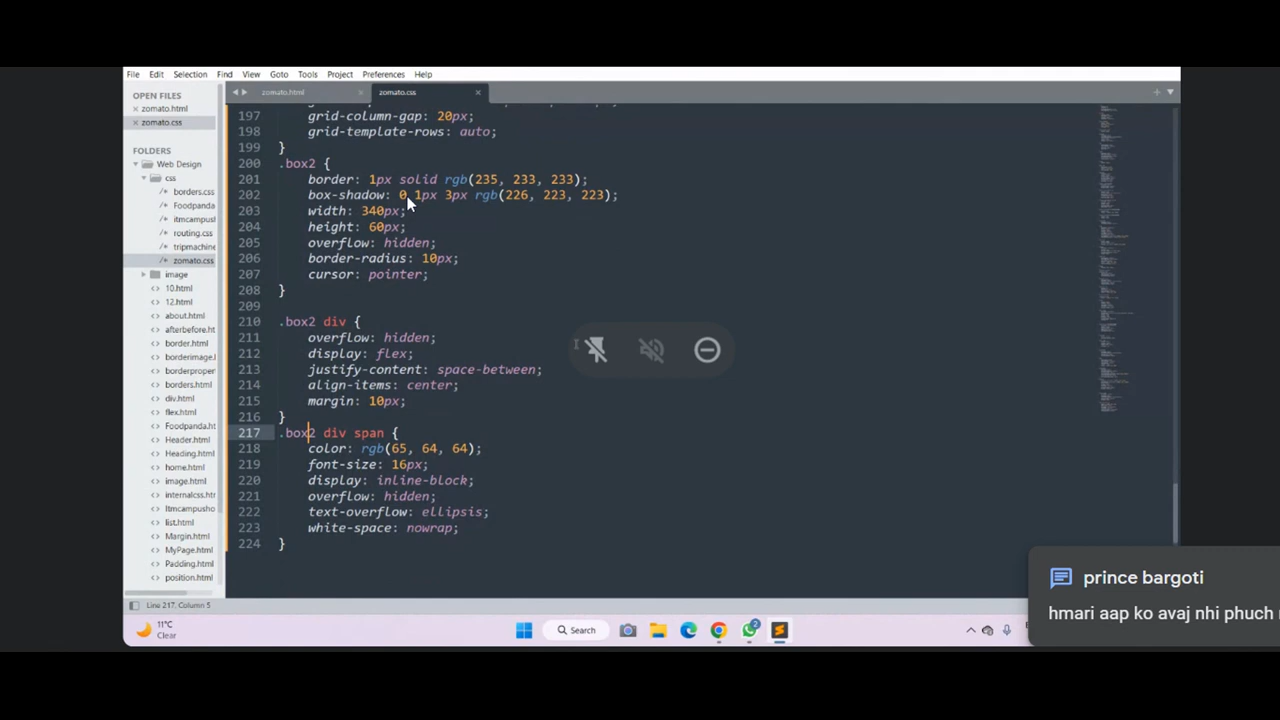 File Edit Selection Find View Goto Tools Project Preferences Help
OPEN FILES
zomato.html
zomato.css
FOLDERS
Web Design
css
borders.css
Foodpanda
itmcampush
routing.css
tripmachine
zomato.css
image
10.html
12.html
about.html
afterbefore.ht
border.html
borderimage.
borderproper
borders.html
div.html
flex.html
Foodpanda.ht
Header.html
Heading.html
home.html
image.html
internalcss.htr
Itmcampusho
list.html
Margin.html
MyPage.html
Padding.html
position.html
zomato.html
zomato.css
197 grid-column-gap: 20px;
198 grid-template-rows: auto;
199 }
200 .box2 {
201 border: 1px solid rgb(235, 233, 233);
202 box-shadow: 0 1px 3px rgb(226, 223, 223);
203 width: 340px;
204 height: 60px;
205 overflow: hidden;
206 border-radius: 10px;
207 cursor: pointer;
208 }
209
210 .box2 div {
211 overflow: hidden;
212 display: flex;
213 justify-content: space-between;
214 align-items: center;
215 margin: 10px;
216 }
217 .box2 div span {
218 color: rgb(65, 64, 64);
219 font-size: 16px;
220 display: inline-block;
221 overflow: hidden;
222 text-overflow: ellipsis;
223 white-space: nowrap;
224 }
prince bargoti
hmari aap ko avaj nhi phuch
Line 217, Column 5
11°C
Clear
Search
2